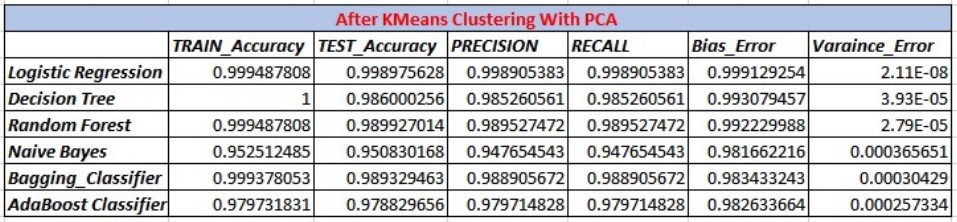 After KMeans Clustering With PCA
TRAIN_Accuracy TEST_Accuracy PRECISION RECALL Bias_Error Varaince_Error
Logistic Regression 0.999487808 0.998975628 0.998905383 0.998905383 0.999129254 2.11E-08
Decision Tree 1 0.986000256 0.985260561 0.985260561 0.993079457 3.93E-05
Random Forest 0.999487808 0.989927014 0.989527472 0.989527472 0.992229988 2.79E-05
Naive Bayes 0.952512485 0.950830168 0.947654543 0.947654543 0.981662216 0.000365651
Bagging_Classifier 0.999378053 0.989329463 0.988905672 0.988905672 0.983433243 0.00030429
AdaBoost Classifier 0.979731831 0.978829656 0.979714828 0.979714828 0.982633664 0.000257334